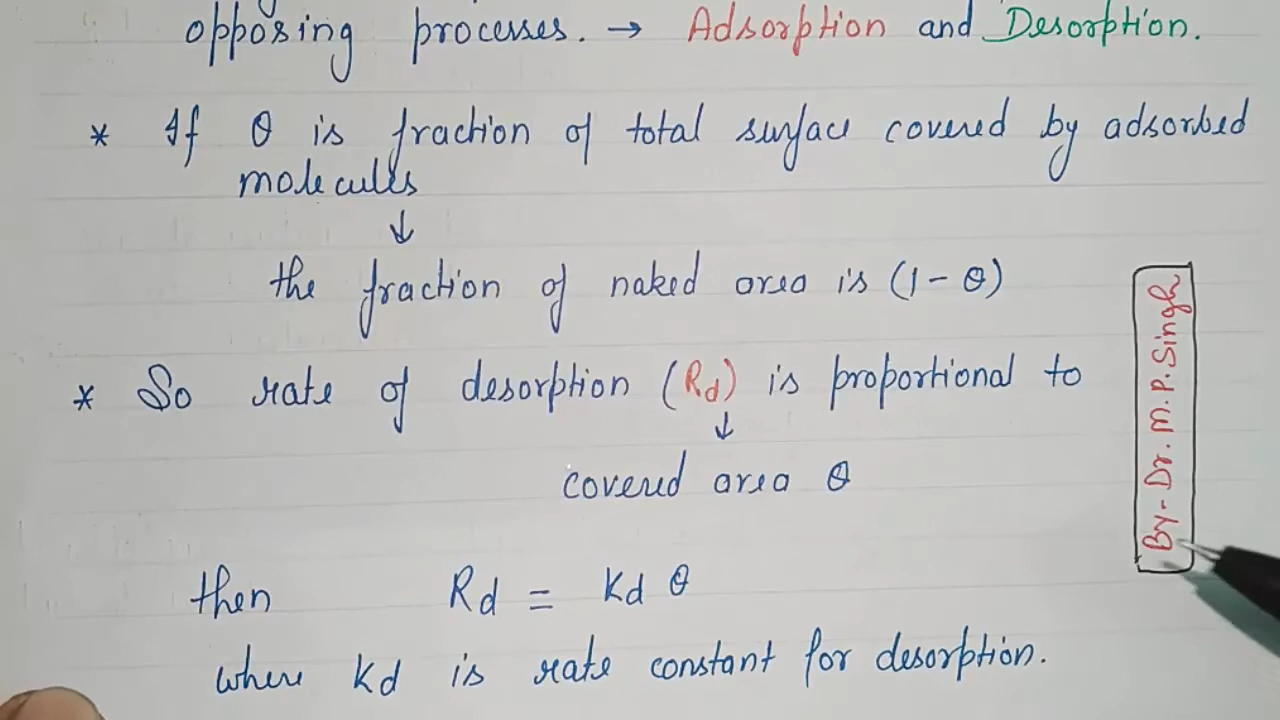 opposing processes. → Adsorption and Desorption.
* If θ is fraction of total surface covered by adsorbed
molecules
↓
the fraction of naked area is (1 - θ)
* So rate of desorption (Rd) is proportional to
↓
covered area θ
then Rd = Kd θ
where Kd is rate constant for desorption.
By - Dr. M. P. Singh